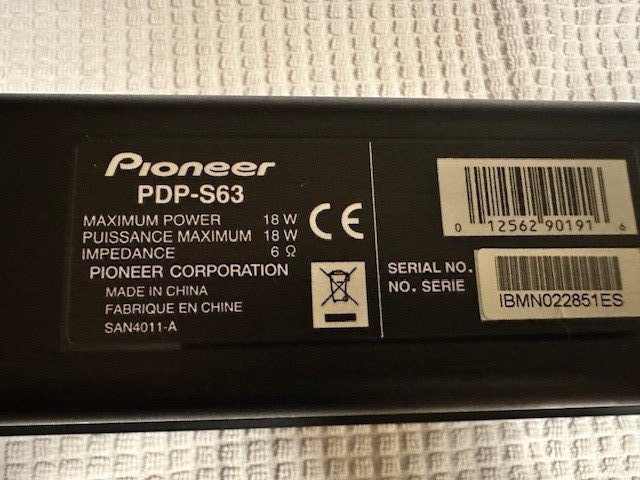 Pioneer
PDP-S63
MAXIMUM POWER 18 W
PUISSANCE MAXIMUM 18 W
IMPEDANCE 6 Ω
PIONEER CORPORATION
MADE IN CHINA
FABRIQUE EN CHINE
SAN4011-A
CE
0 12562 90191 6
SERIAL NO.
NO. SERIE
IBMN022851ES